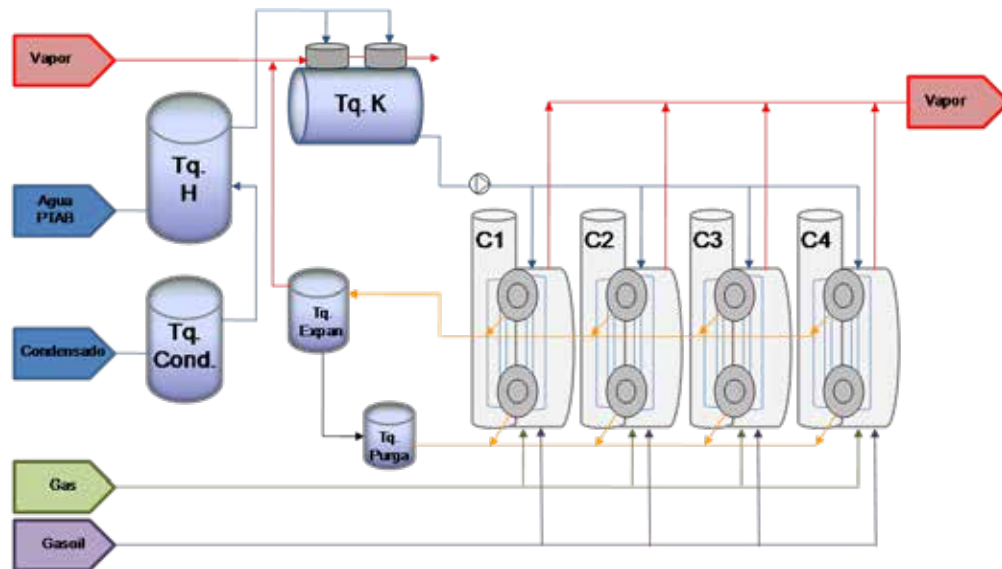 Vapor
Tq. K
Vapor
Tq.
H
Agua
PTAB
C1
C2
C3
C4
Tq.
Expan
Condensado
Tq.
Cond.
Tq.
Purga
Gas
Gasoil